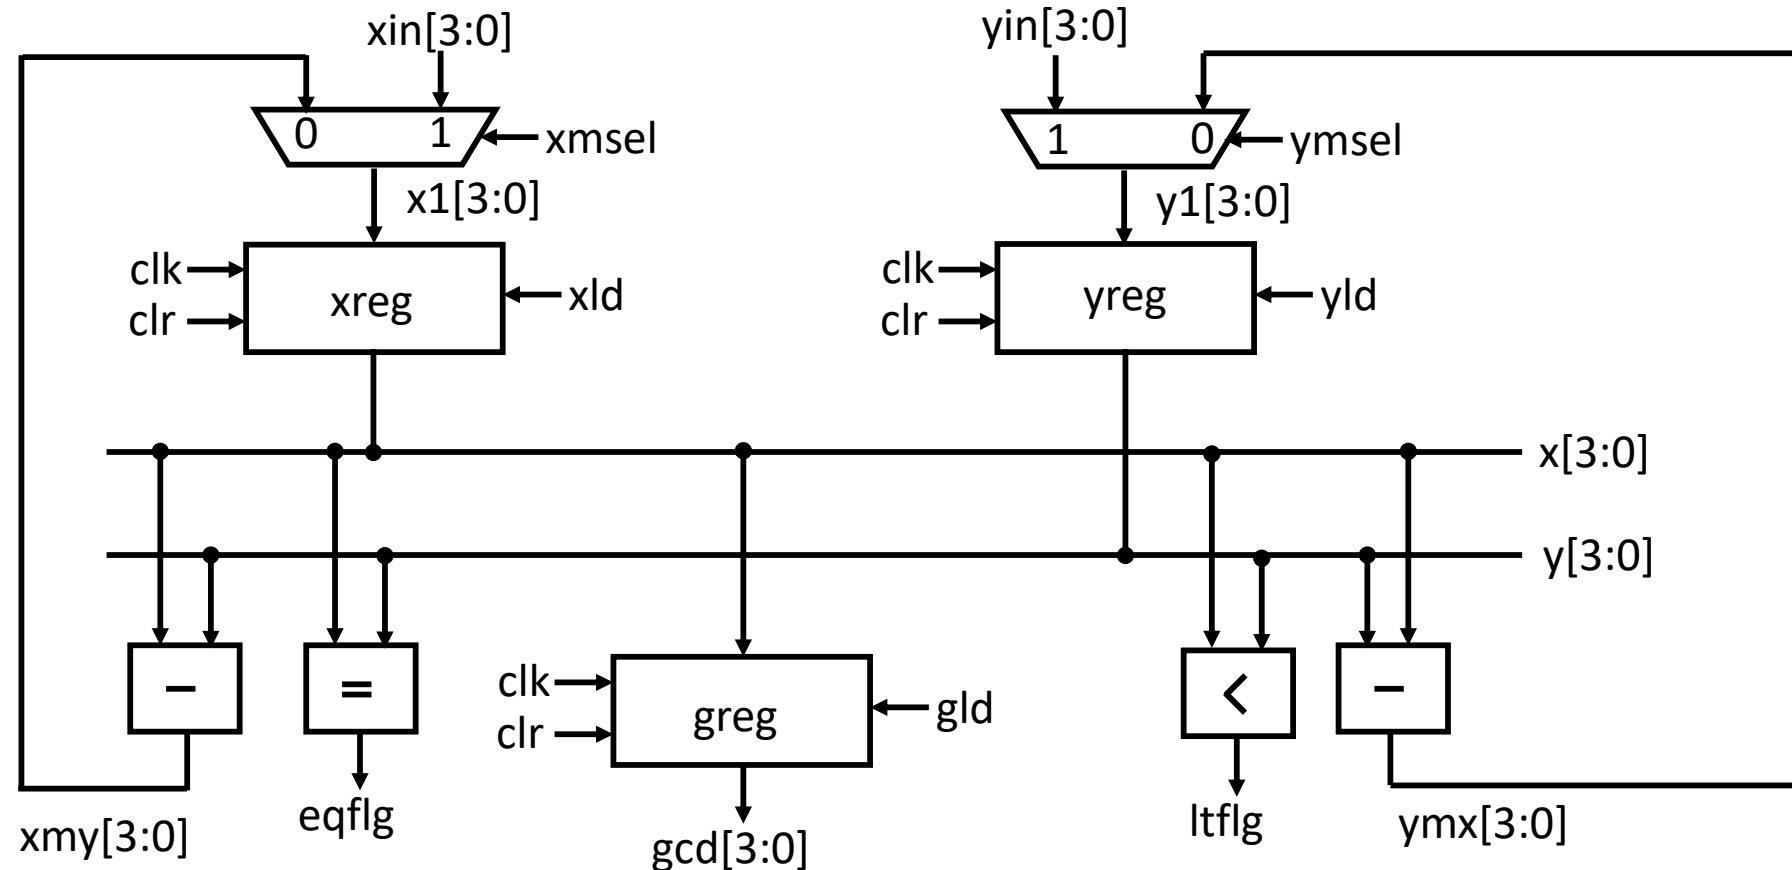 xin[3:0]
yin[3:0]
0 1
xmsel
1 0
ymsel
x1[3:0]
y1[3:0]
clk
clr
xreg
xld
clk
clr
yreg
yld
x[3:0]
y[3:0]
−
=
clk
clr
greg
gld
<
−
xmy[3:0]
eqflg
gcd[3:0]
ltflg
ymx[3:0]